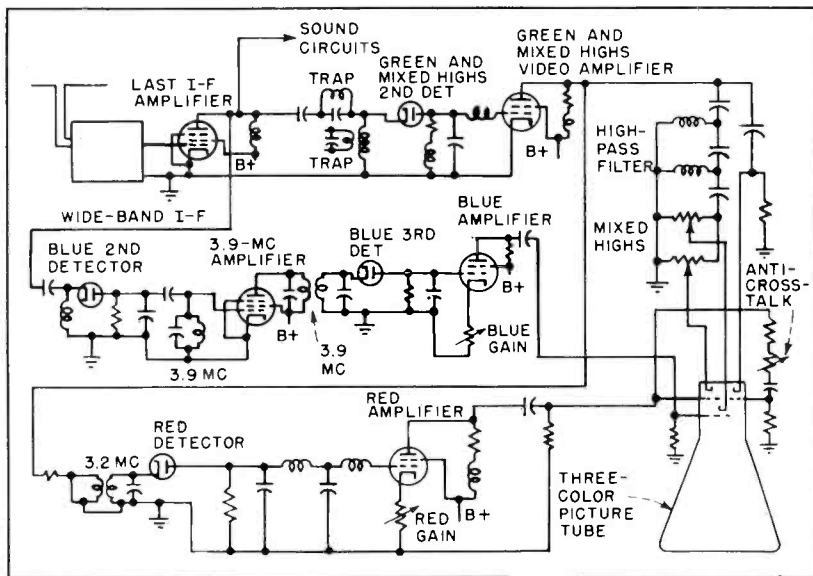 SOUND
CIRCUITS
LAST I-F
AMPLIFIER
TRAP
TRAP
GREEN AND
MIXED HIGHS
2ND DET
GREEN AND
MIXED HIGHS
VIDEO AMPLIFIER
B+
B+
HIGH-
PASS
FILTER
MIXED
HIGHS
WIDE-BAND I-F
BLUE 2ND
DETECTOR
3.9-MC
AMPLIFIER
BLUE 3RD
DET
BLUE AMPLIFIER
B+
B+
3.9 MC
3.9
MC
BLUE
GAIN
ANTI-
CROSS-
TALK
RED
DETECTOR
3.2 MC
RED
AMPLIFIER
B+
RED
GAIN
THREE-
COLOR
PICTURE
TUBE